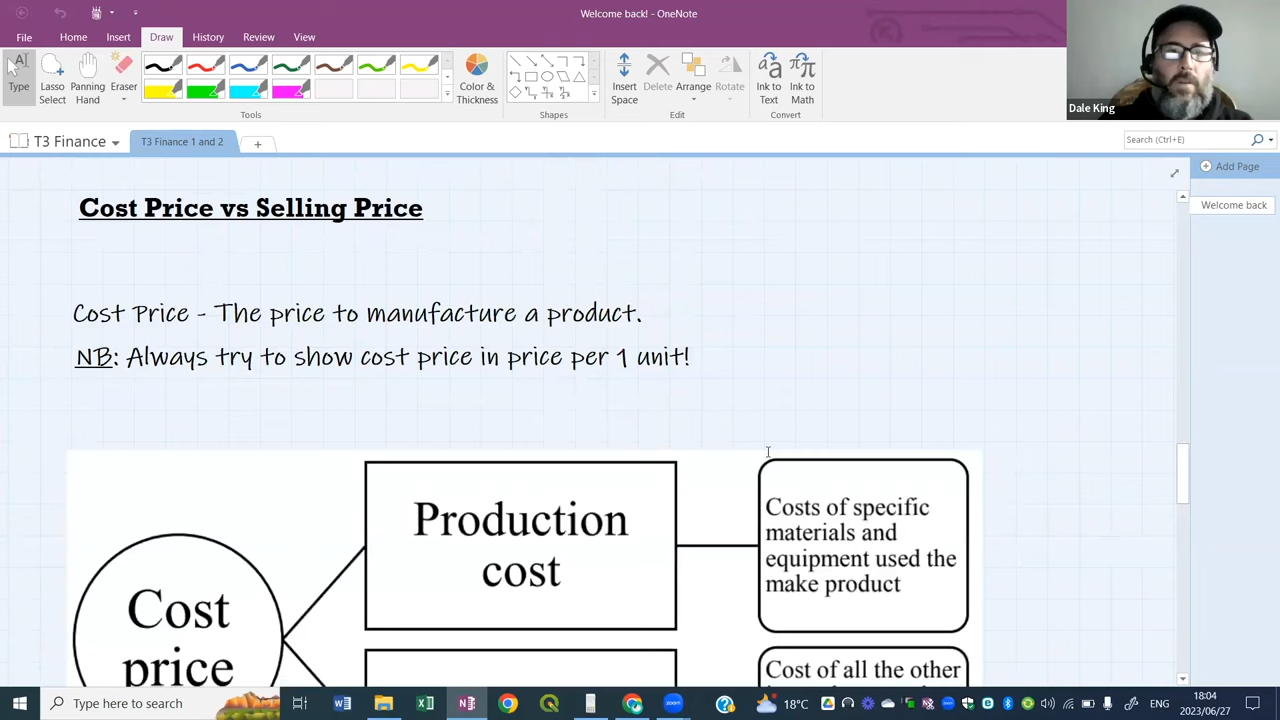 Welcome back! - OneNote
File
Home
Insert
Draw
History
Review
View
Type
Lasso
Select
Panning
Hand
Eraser
Color &
Thickness
Insert
Space
Delete
Arrange
Rotate
Ink to
Text
Ink to
Math
Tools
Shapes
Edit
Convert
Dale King
T3 Finance
T3 Finance 1 and 2
Search (Ctrl+E)
Add Page
Welcome back
Cost Price vs Selling Price
Cost Price - The price to manufacture a product.
NB: Always try to show cost price in price per 1 unit!
Production
cost
Costs of specific
materials and
equipment used the
make product
Cost
price
Cost of all the other
Type here to search
18°C
18:04
2023/06/27